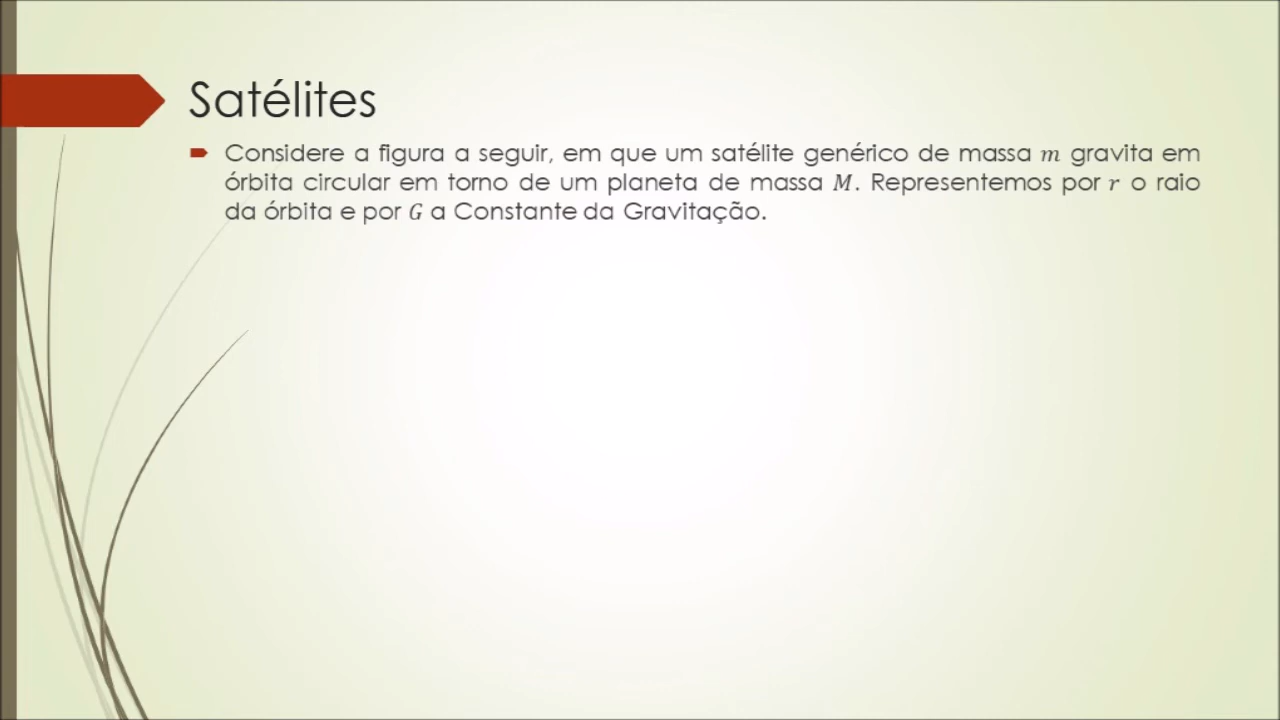 Satélites
Considere a figura a seguir, em que um satélite genérico de massa m gravita em
órbita circular em torno de um planeta de massa M. Representemos por r o raio
da órbita e por G a Constante da Gravitação.